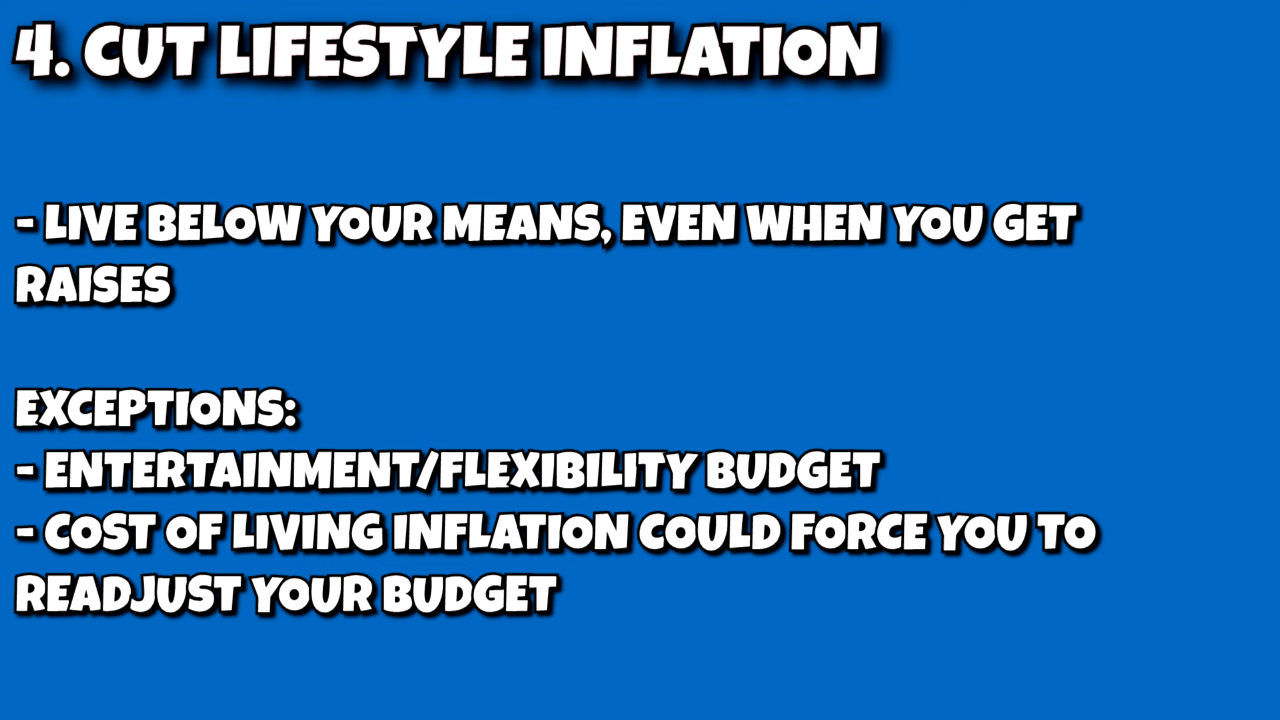 4. CUT LIFESTYLE INFLATION
- LIVE BELOW YOUR MEANS, EVEN WHEN YOU GET
RAISES
EXCEPTIONS:
- ENTERTAINMENT/FLEXIBILITY BUDGET
- COST OF LIVING INFLATION COULD FORCE YOU TO
READJUST YOUR BUDGET